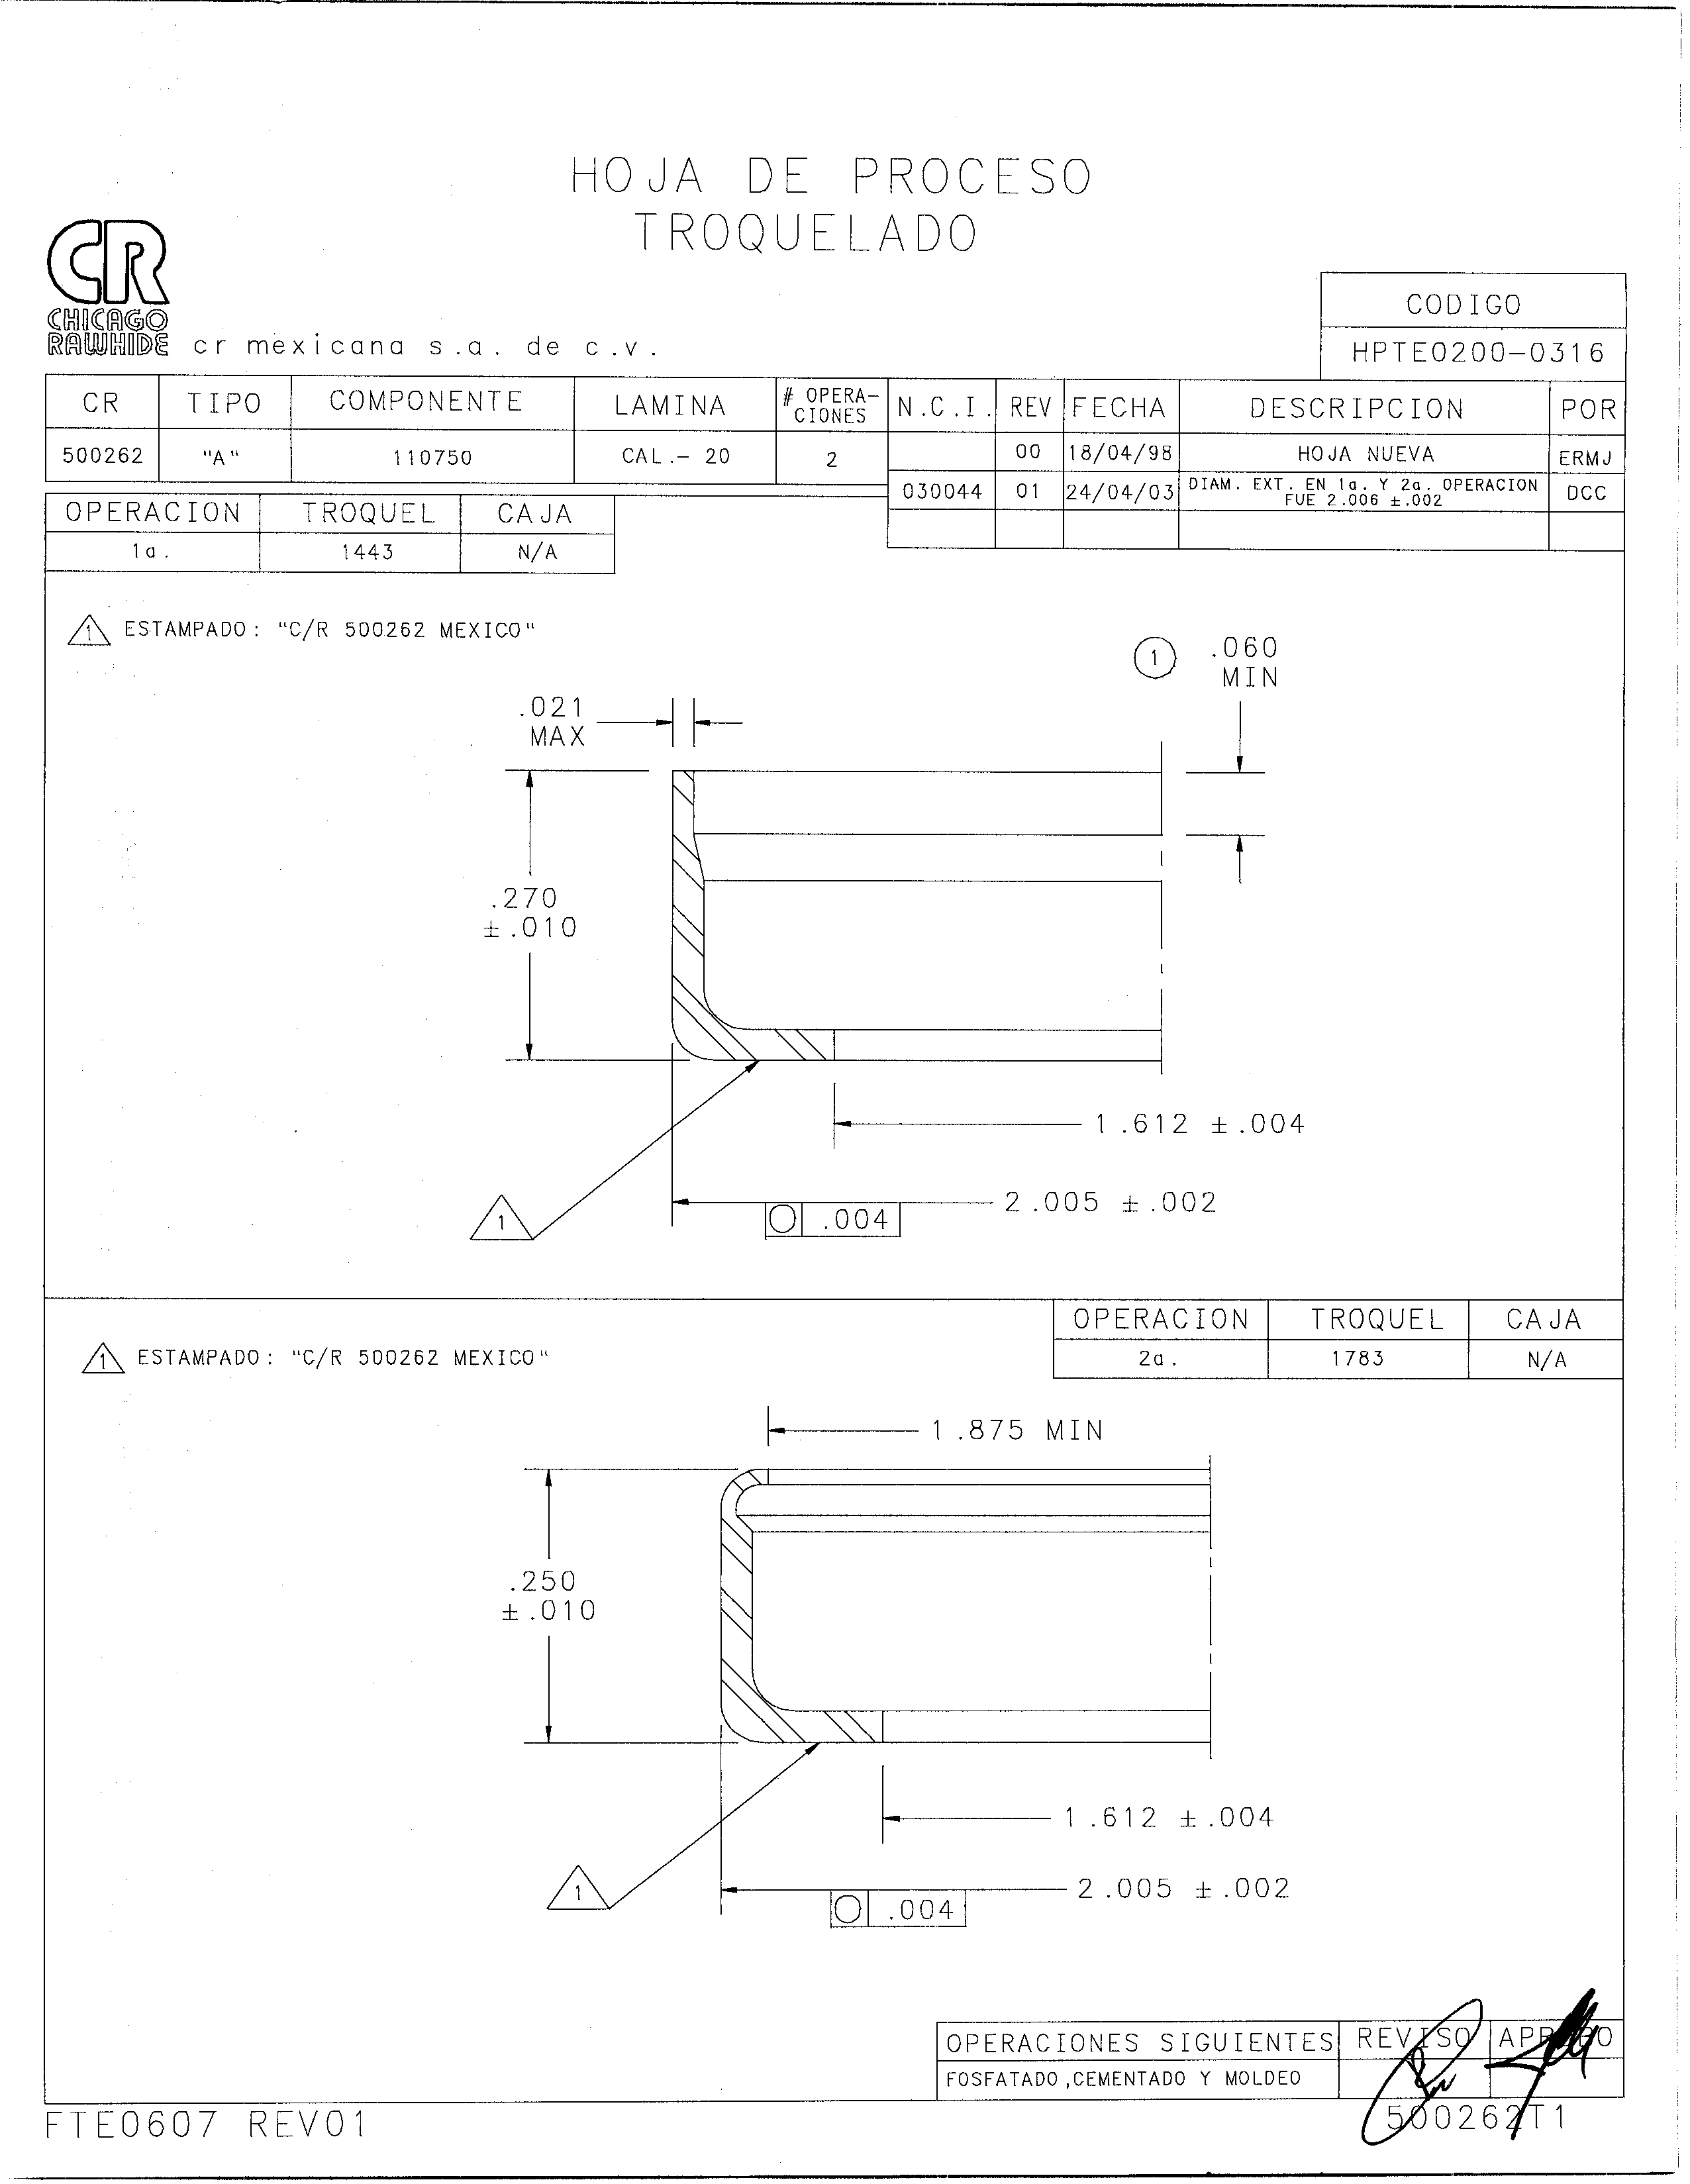 HOJA DE PROCESO
TROQUELADO
CR
CHICAGO
RAWHIDE
cr mexicana s.a. de c.v.
CODIGO
HPTE0200-0316
CR TIPO COMPONENTE LAMINA # OPERA-
CIONES
N.C.I. REV FECHA DESCRIPCION POR
500262 "A" 110750 CAL.- 20 2
00 18/04/98 HOJA NUEVA ERMJ
030044 01 24/04/03 DIAM. EXT. EN 1a. Y 2a. OPERACION
FUE 2.006 ±.002
DCC
OPERACION TROQUEL CAJA
1a. 1443 N/A
1 ESTAMPADO: "C/R 500262 MEXICO"
1
.060
MIN
.021
MAX
.270
±.010
1.612 ±.004
2.005 ±.002
1
.004
OPERACION TROQUEL CAJA
2a. 1783 N/A
1 ESTAMPADO: "C/R 500262 MEXICO"
1.875 MIN
.250
±.010
1.612 ±.004
2.005 ±.002
1
.004
OPERACIONES SIGUIENTES REVISO APROBO
FOSFATADO,CEMENTADO Y MOLDEO
FTE0607 REV01
500262T1